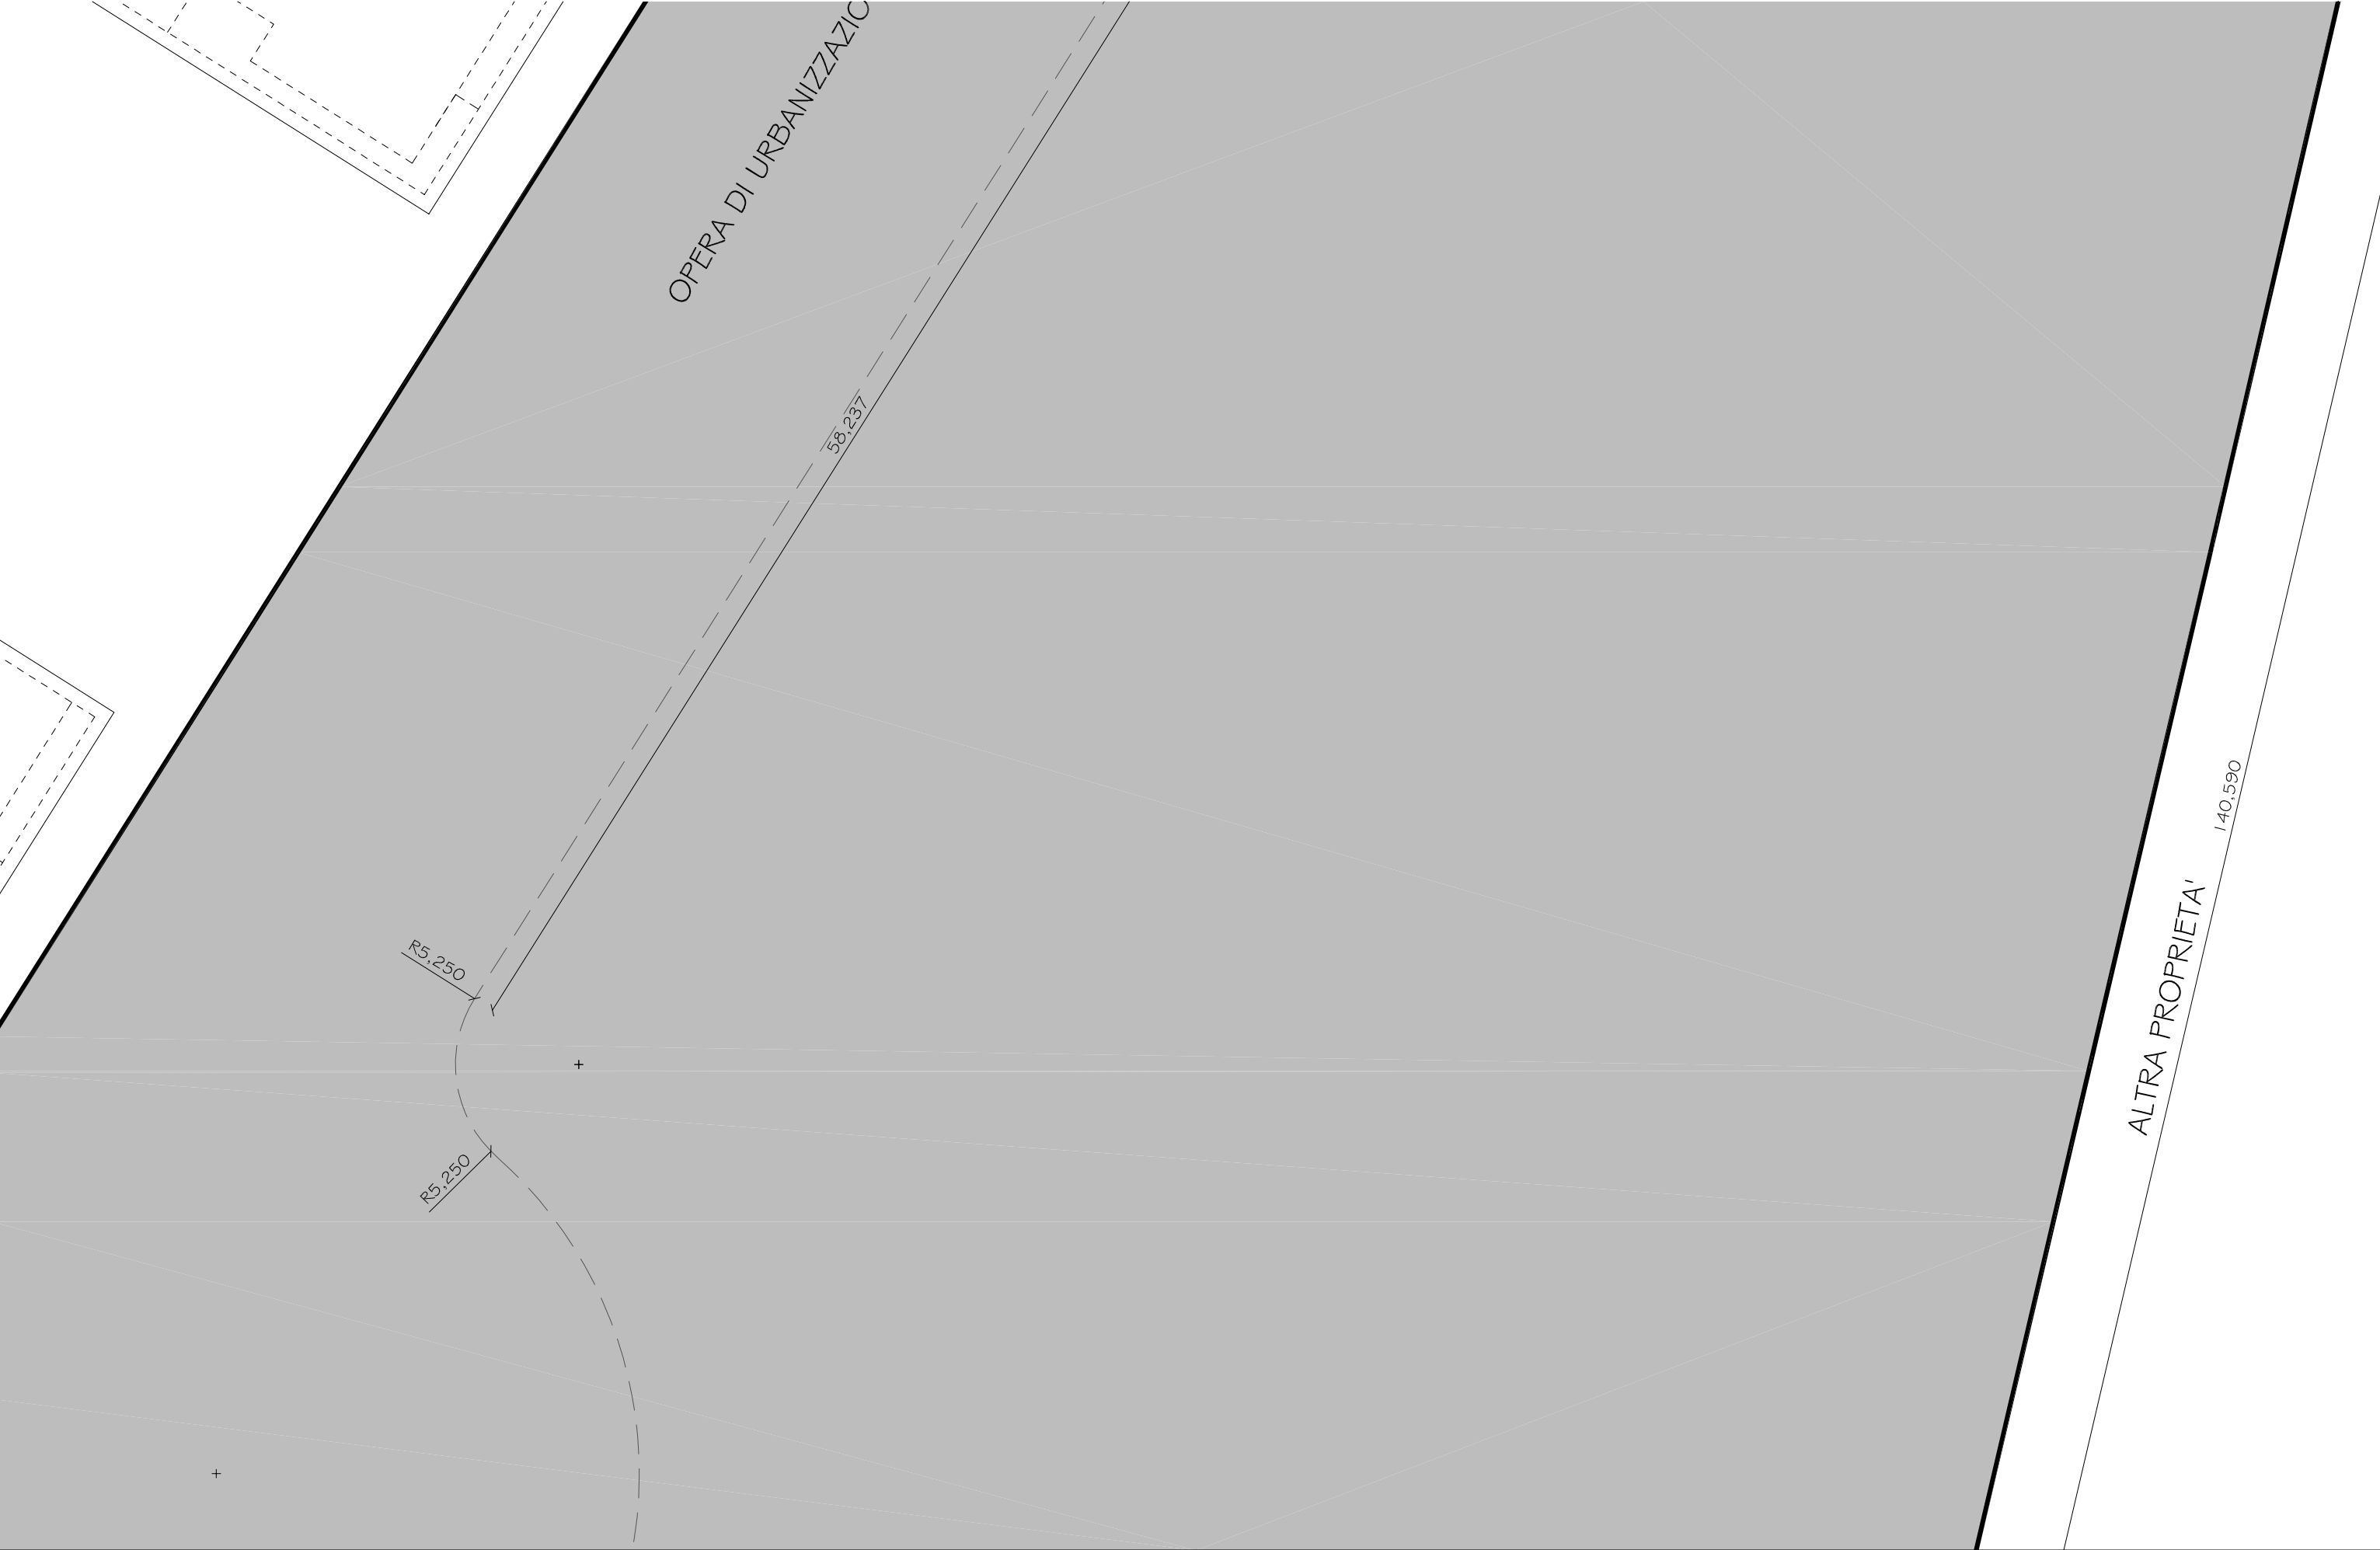 OPERA DI URBANIZZAZIO
58,237
140,590
ALTRA PROPRIETA'
R5,250
R5,250